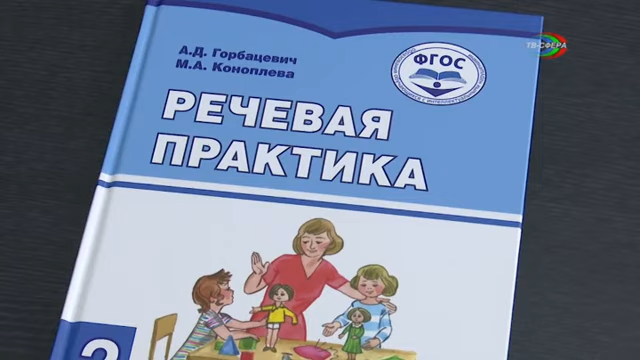 ТВ-СФЕРА
А.Д. Горбацевич
М.А. Коноплева
ФГОС
РЕЧЕВАЯ
ПРАКТИКА